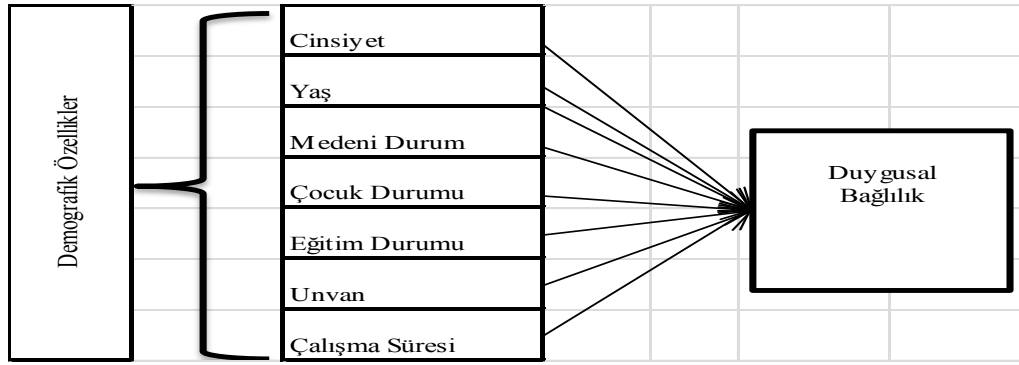 Demografik Özellikler
Cinsiyet
Yaş
Medeni Durum
Çocuk Durumu
Eğitim Durumu
Unvan
Çalışma Süresi
Duygusal
Bağlılık